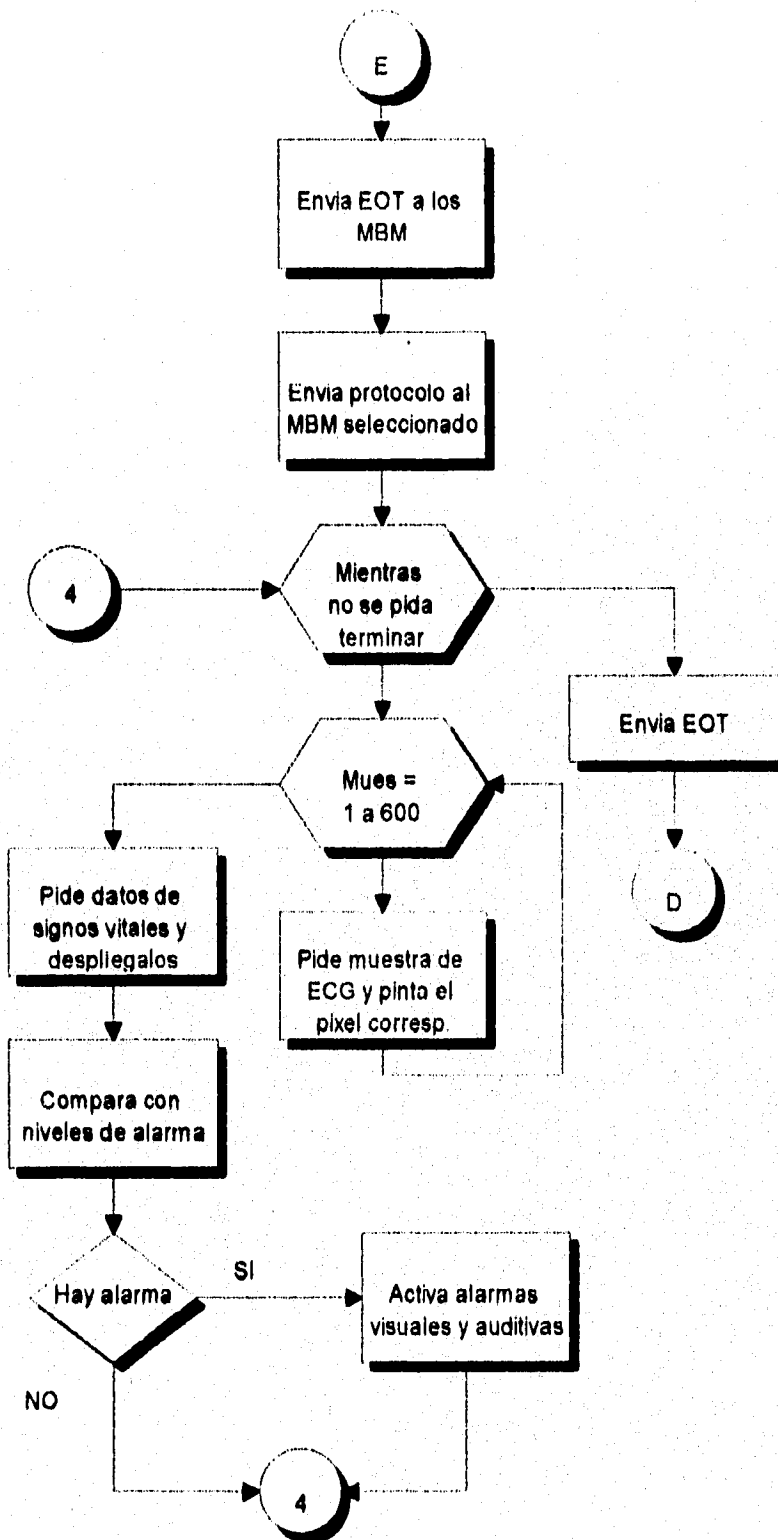 E
Envia EOT a los
MBM
Envia protocolo al
MBM seleccionado
4
Mientras
no se pida
terminar
Envia EOT
Mues =
1 a 600
D
Pide datos de
signos vitales y
despliegalos
Pide muestra de
ECG y pinta el
pixel corresp.
Compara con
niveles de alarma
Hay alarma
SI
Activa alarmas
visuales y auditivas
NO
4